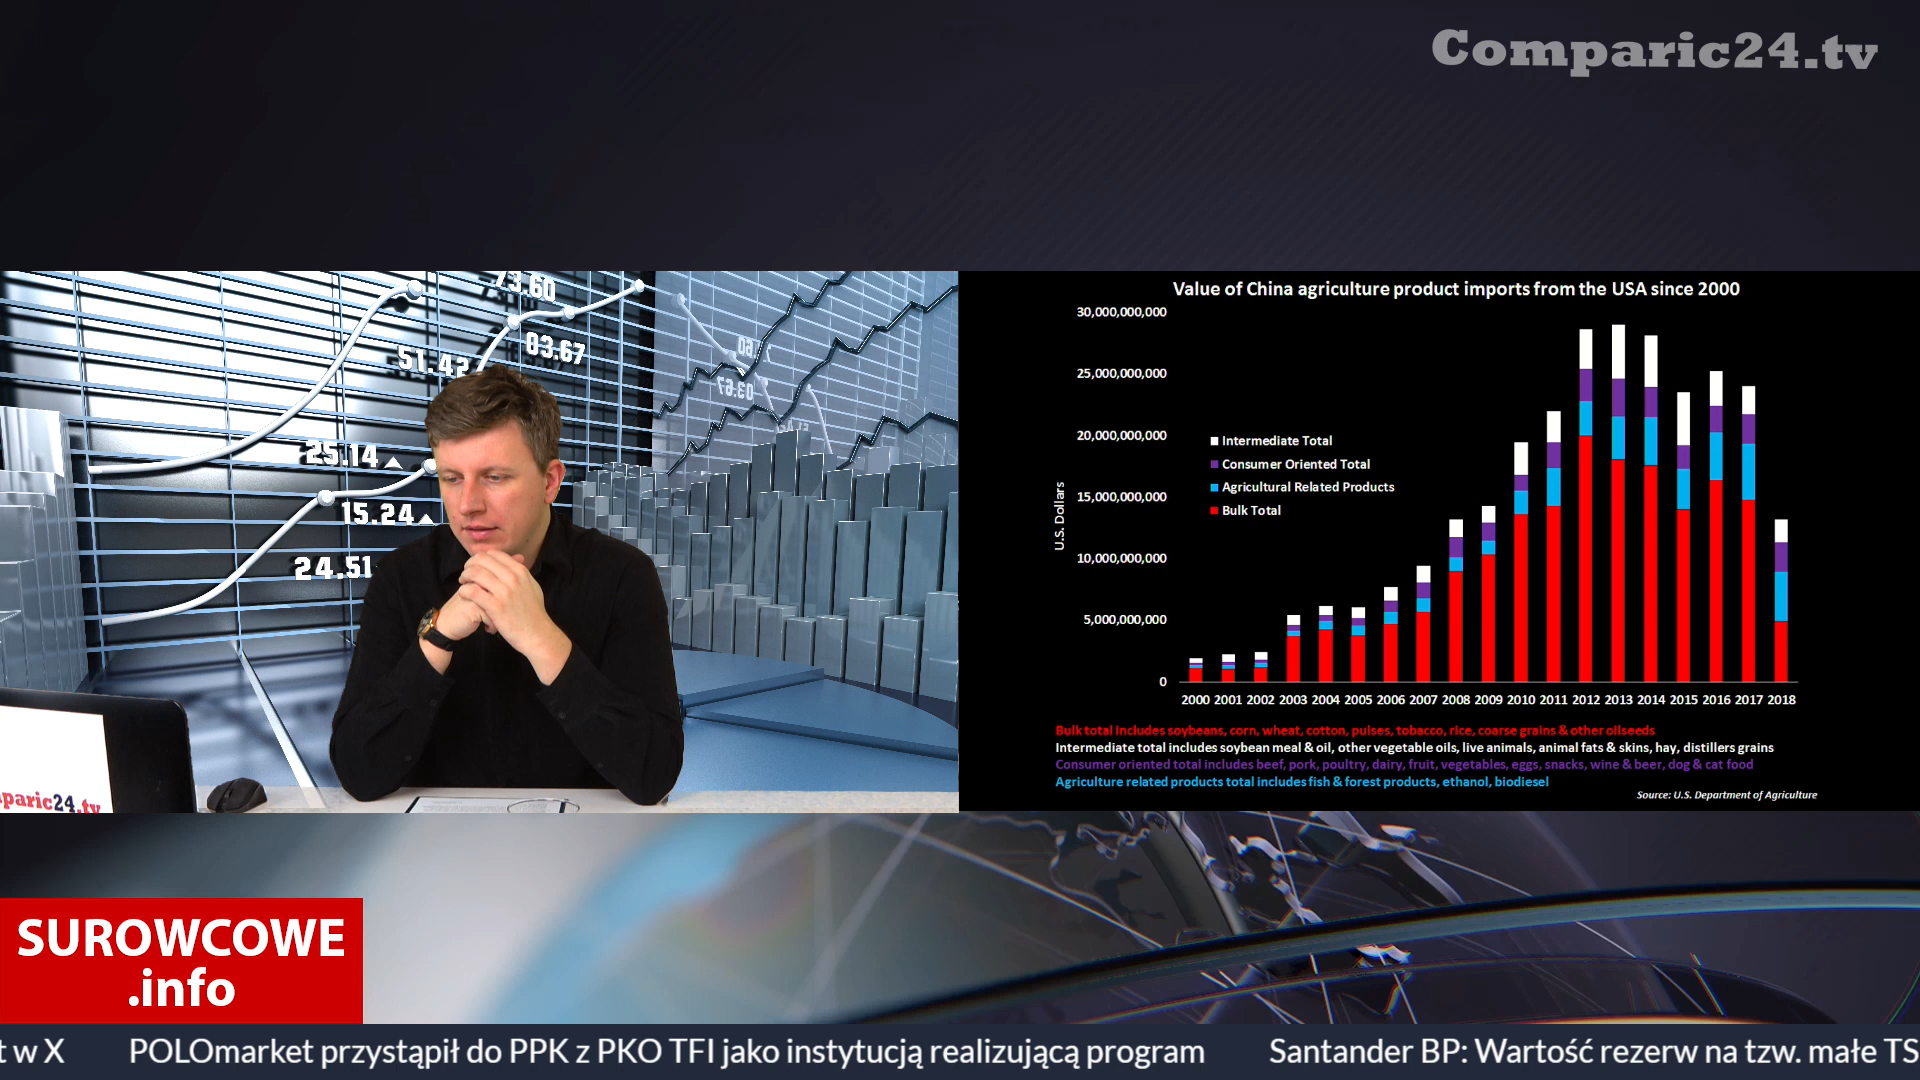 Comparic24.tv
73.60
83.67
51.42
25.14
15.24
24.51
paric24.tv
Value of China agriculture product imports from the USA since 2000
30,000,000,000
25,000,000,000
20,000,000,000
15,000,000,000
10,000,000,000
5,000,000,000
0
U.S. Dollars
Intermediate Total
Consumer Oriented Total
Agricultural Related Products
Bulk Total
2000 2001 2002 2003 2004 2005 2006 2007 2008 2009 2010 2011 2012 2013 2014 2015 2016 2017 2018
Bulk total includes soybeans, corn, wheat, cotton, pulses, tobacco, rice, coarse grains & other oilseeds
Intermediate total includes soybean meal & oil, other vegetable oils, live animals, animal fats & skins, hay, distillers grains
Consumer oriented total includes beef, pork, poultry, dairy, fruit, vegetables, eggs, snacks, wine & beer, dog & cat food
Agriculture related products total includes fish & forest products, ethanol, biodiesel
Source: U.S. Department of Agriculture
SUROWCOWE
.info
t w X POLOmarket przystąpił do PPK z PKO TFI jako instytucją realizującą program Santander BP: Wartość rezerw na tzw. małe TS